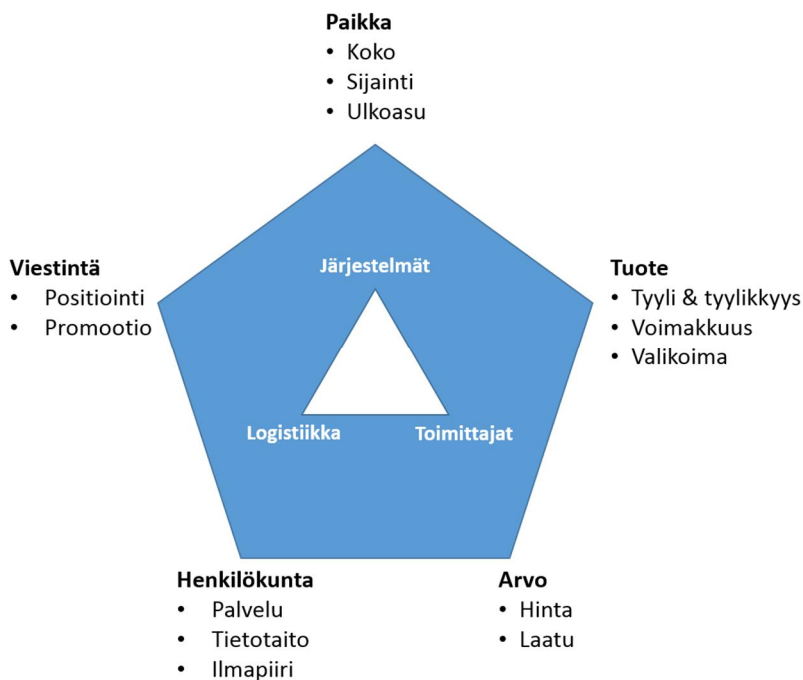 Paikka
• Koko
• Sijainti
• Ulkoasu
Viestintä
• Positiointi
• Promootio
Järjestelmät
Tuote
• Tyyli & tyylikkyys
• Voimakkuus
• Valikoima
Logistiikka
Toimittajat
Henkilökunta
• Palvelu
• Tietotaito
• Ilmapiiri
Arvo
• Hinta
• Laatu